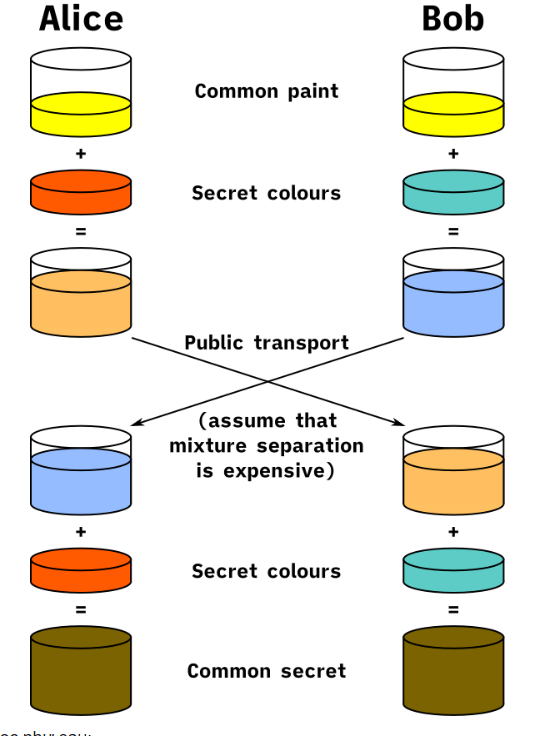 Alice
Bob
Common paint
+
+
Secret colours
=
=
Public transport
(assume that
mixture separation
is expensive)
+
+
Secret colours
=
=
Common secret